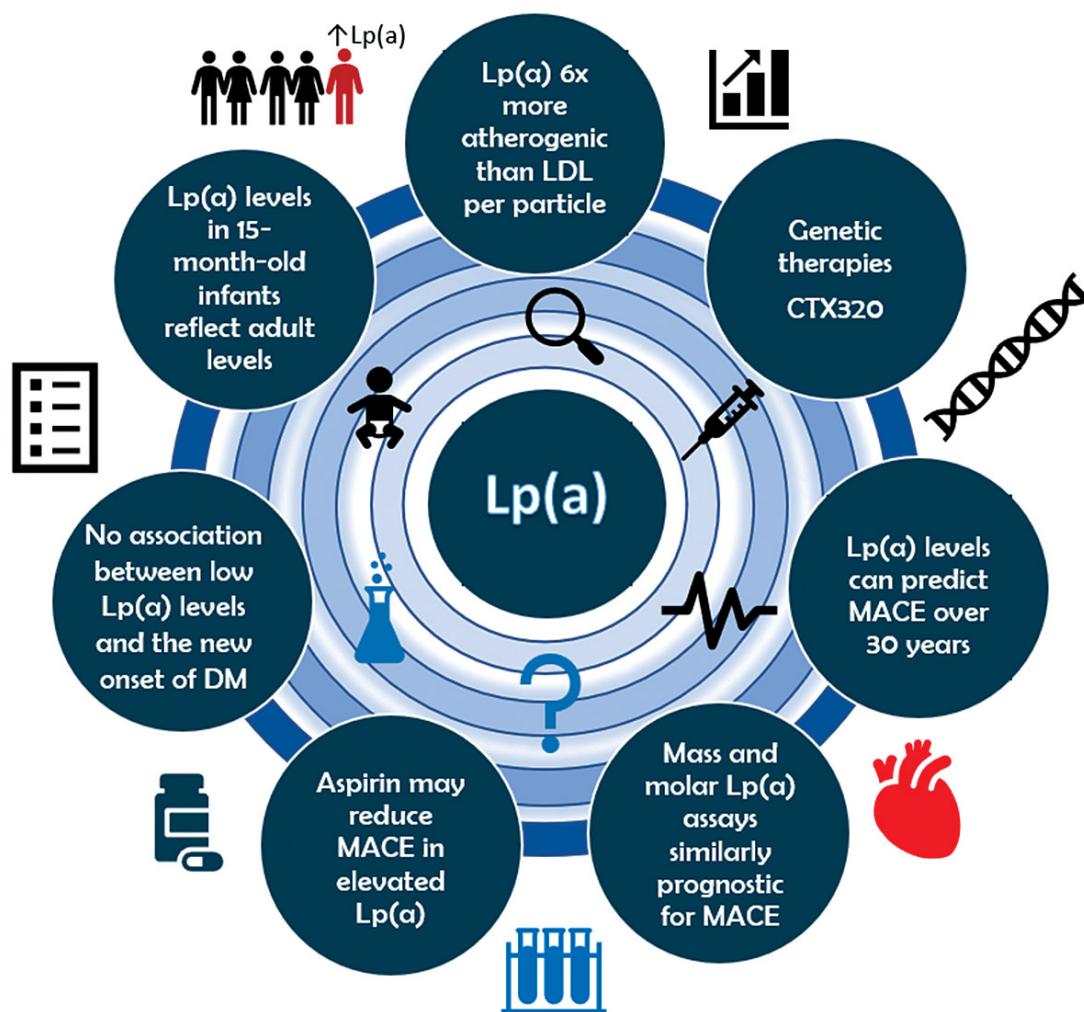 ↑Lp(a)
Lp(a) 6x
more
atherogenic
than LDL
per particle
Genetic
therapies
CTX320
Lp(a) levels
can predict
MACE over
30 years
Mass and
molar Lp(a)
assays
similarly
prognostic
for MACE
Aspirin may
reduce
MACE in
elevated
Lp(a)
No association
between low
Lp(a) levels
and the new
onset of DM
Lp(a) levels
in 15-
month-old
infants
reflect adult
levels
Lp(a)
?